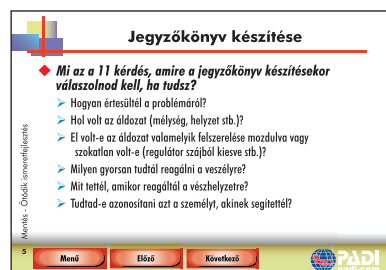 Jegyzőkönyv készítése
Mi az a 11 kérdés, amire a jegyzőkönyv készítésekor
válaszolnod kell, ha tudsz?
Hogyan értesültél a problémáról?
Hol volt az áldozat (mélység, helyzet stb.)?
El volt-e az áldozat valamelyik felszerelése mozdulva vagy
szokatlan volt-e (regulátor szájból kiesve stb.)?
Milyen gyorsan tudtál reagálni a veszélyre?
Mit tettél, amikor reagáltál a vészhelyzetre?
Tudtad-e azonosítani azt a személyt, akinek segítettél?
Mentés - Ötödik ismeretfejlesztés
5
Menü
Előző
Következő
PADI
padi.com